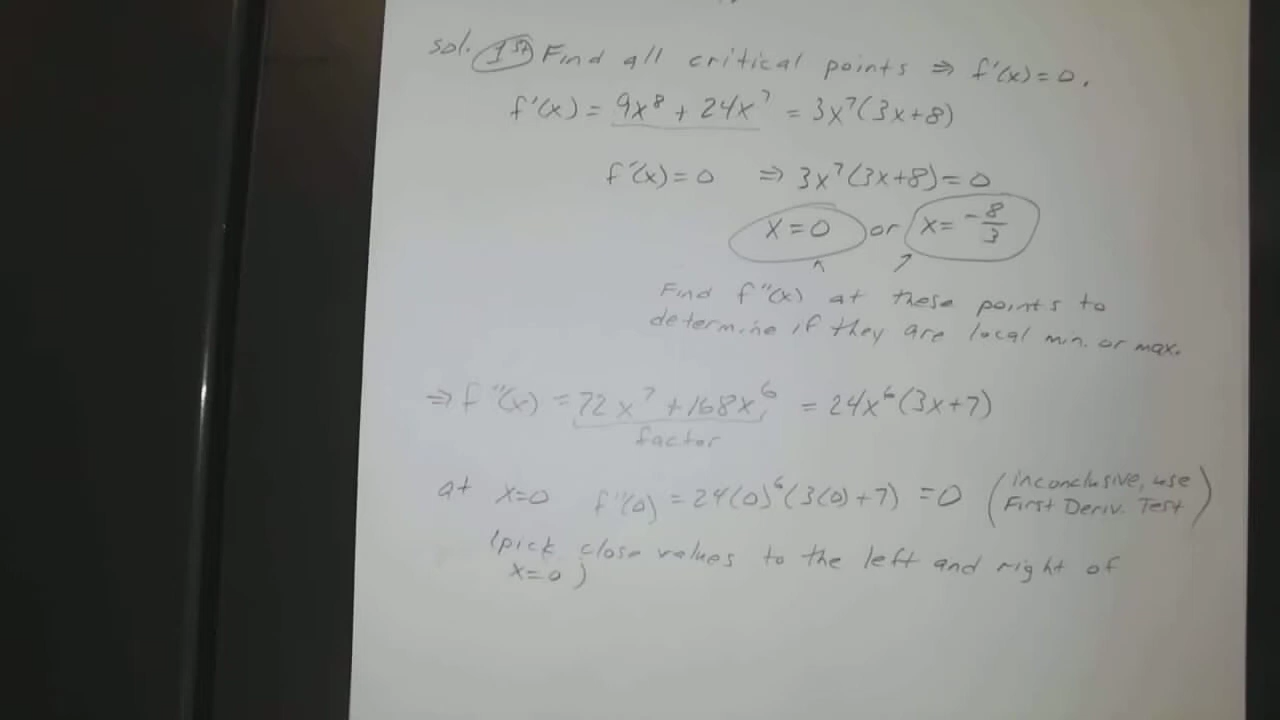 sol. 1st Find all critical points ⇒ f'(x) = 0.
f'(x) = 9x⁸ + 24x⁷ = 3x⁷(3x+8)
f'(x) = 0 ⇒ 3x⁷(3x+8) = 0
x = 0 or x = -8/3
Find f"(x) at these points to
determine if they are local min. or max.
⇒ f"(x) = 72x⁷ + 168x⁶ = 24x⁶(3x+7)
factor
at x=0 f"(0) = 24(0)⁶(3(0)+7) = 0 (inconclusive, use
First Deriv. Test)
(pick close values to the left and right of
x=0)